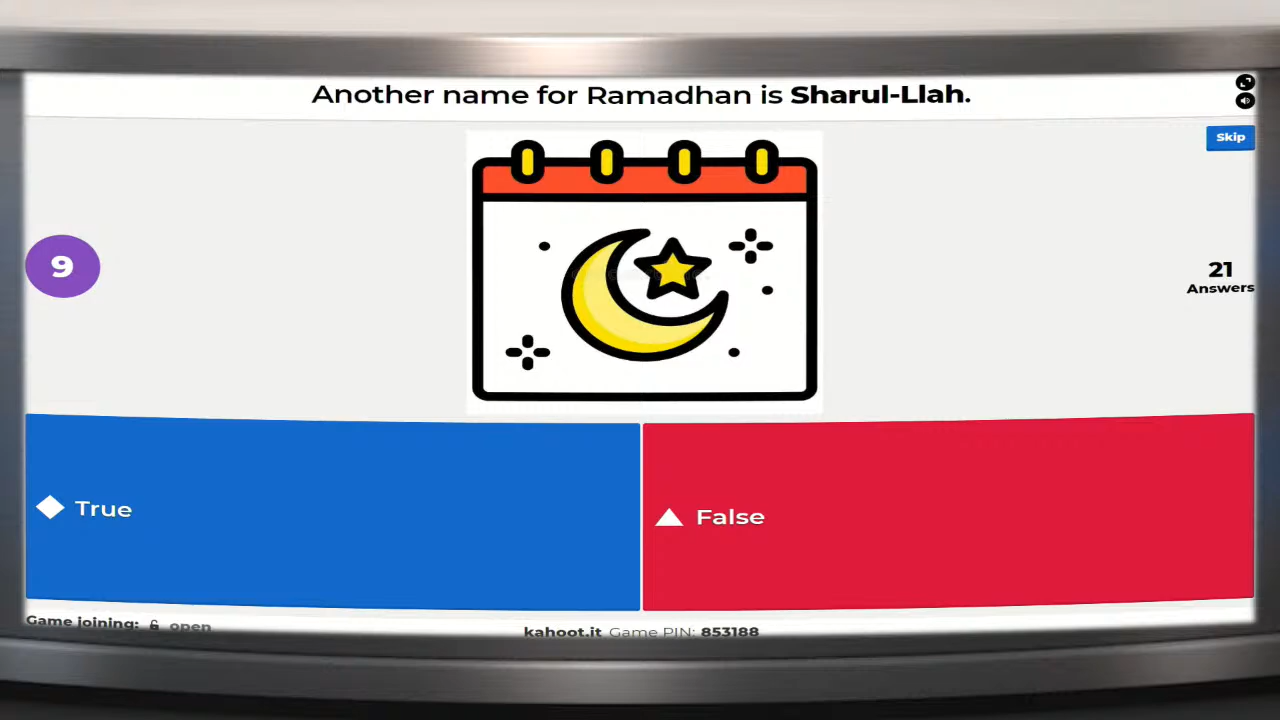 Another name for Ramadhan is Sharul-Llah.
Skip
9
21
Answers
True
False
Game joining: open
kahoot.it Game PIN: 853188